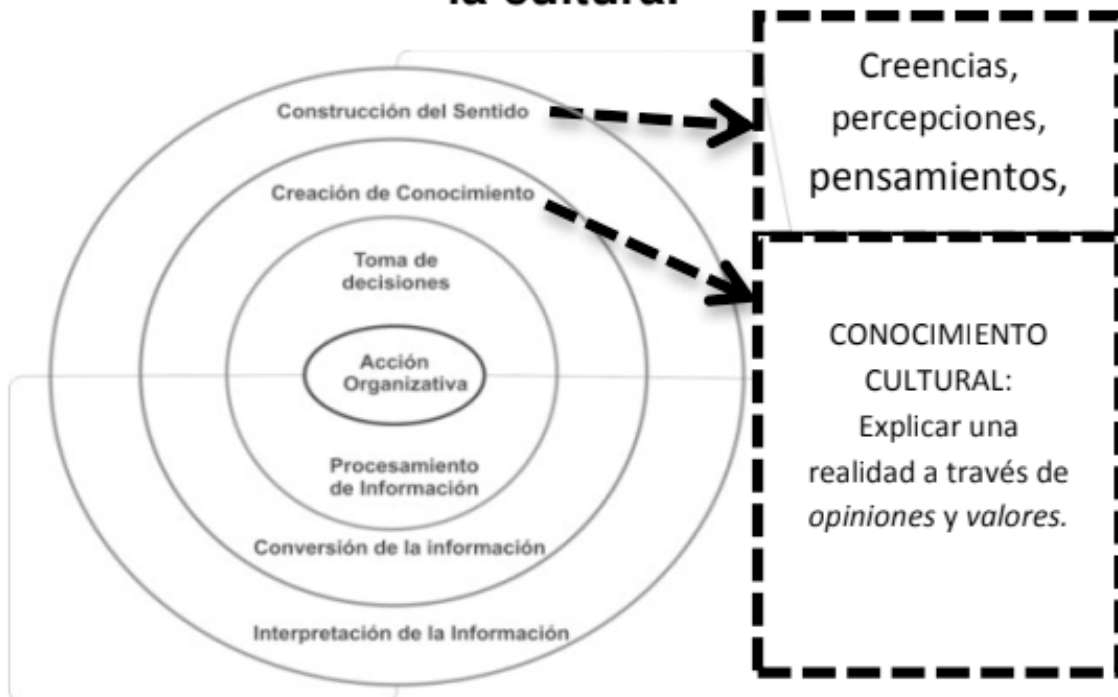 la cultural
Construcción del Sentido
Creación de Conocimiento
Toma de
decisiones
Acción
Organizativa
Procesamiento
de Información
Conversión de la información
Interpretación de la Información
Creencias,
percepciones,
pensamientos,
CONOCIMIENTO
CULTURAL:
Explicar una
realidad a través de
opiniones y valores.